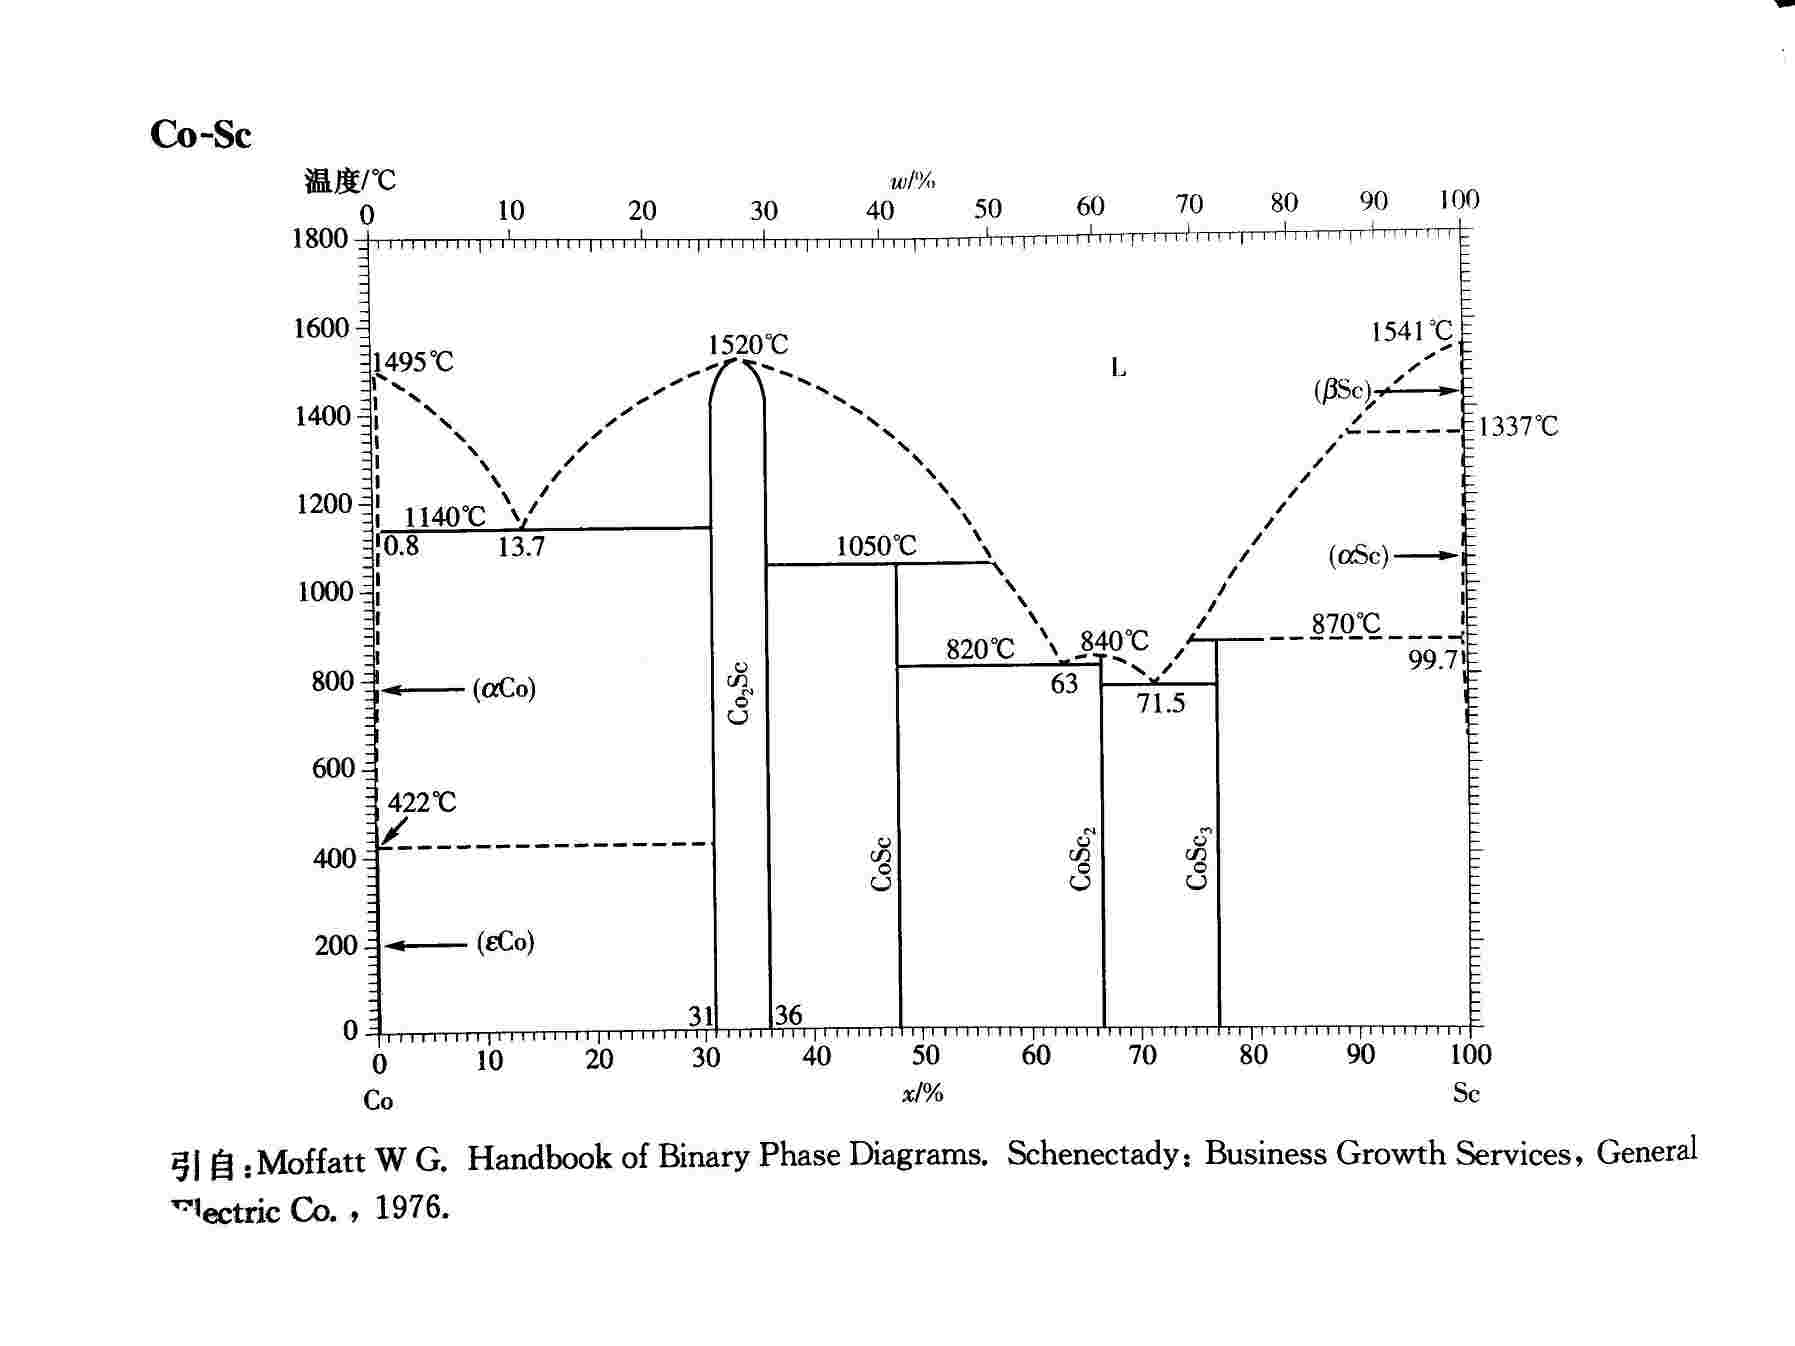 Co-Sc
温度/℃
w/%
0 10 20 30 40 50 60 70 80 90 100
1800
1600
1541℃
1520℃
1495℃
L
(βSc)
1400
1337℃
1200
1140℃
0.8 13.7
1050℃
(αSc)
1000
870℃
840℃
820℃
99.7
800
63
71.5
(αCo)
Co₂Sc
600
422℃
400
CoSc
CoSc₂
CoSc₃
200
(εCo)
31 36
0
0 10 20 30 40 50 60 70 80 90 100
Co x/% Sc
引自:Moffatt W G. Handbook of Binary Phase Diagrams. Schenectady: Business Growth Services, General
Electric Co., 1976.